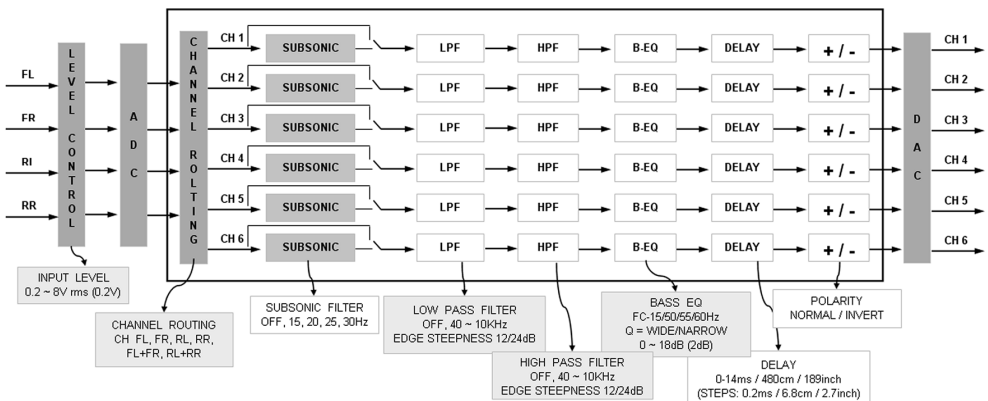 FL
FR
RI
RR
LEVEL CONTROL
ADC
CHANNEL ROLTING
CH 1 SUBSONIC LPF HPF B-EQ DELAY + / - CH 1
CH 2 SUBSONIC LPF HPF B-EQ DELAY + / - CH 2
CH 3 SUBSONIC LPF HPF B-EQ DELAY + / - CH 3
CH 4 SUBSONIC LPF HPF B-EQ DELAY + / - CH 4
CH 5 SUBSONIC LPF HPF B-EQ DELAY + / - CH 5
CH 6 SUBSONIC LPF HPF B-EQ DELAY + / - CH 6
DAC
INPUT LEVEL
0.2 ~ 8V rms (0.2V)
CHANNEL ROUTING
CH FL, FR, RL, RR,
FL+FR, RL+RR
SUBSONIC FILTER
OFF, 15, 20, 25, 30Hz
LOW PASS FILTER
OFF, 40 ~ 10KHz
EDGE STEEPNESS 12/24dB
HIGH PASS FILTER
OFF, 40 ~ 10KHz
EDGE STEEPNESS 12/24dB
BASS EQ
FC-15/50/55/60Hz
Q = WIDE/NARROW
0 ~ 18dB (2dB)
POLARITY
NORMAL / INVERT
DELAY
0-14ms / 480cm / 189inch
(STEPS: 0.2ms / 6.8cm / 2.7inch)